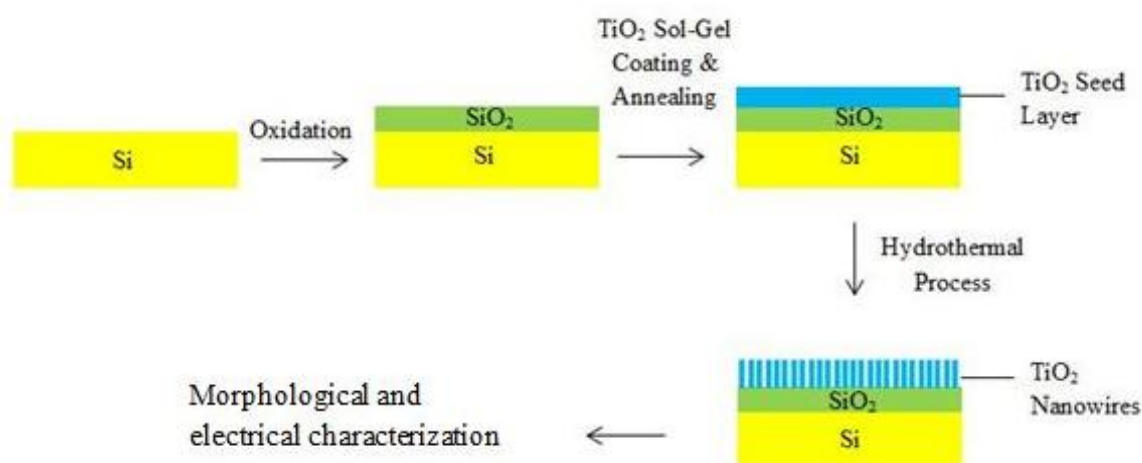 Si
Oxidation
SiO₂
Si
TiO₂ Sol-Gel
Coating &
Annealing
SiO₂
Si
TiO₂ Seed
Layer
Hydrothermal
Process
SiO₂
Si
TiO₂
Nanowires
Morphological and
electrical characterization